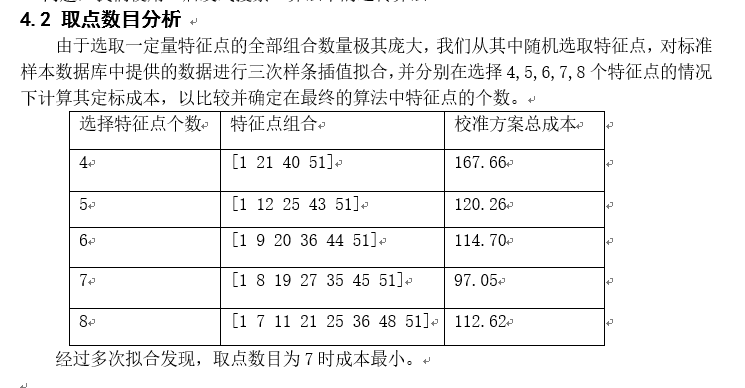 4.2 取点数目分析
由于选取一定量特征点的全部组合数量极其庞大，我们从其中随机选取特征点，对标准
样本数据库中提供的数据进行三次样条插值拟合，并分别在选择 4,5,6,7,8 个特征点的情况
下计算其定标成本，以比较并确定在最终的算法中特征点的个数。
选择特征点个数 特征点组合 校准方案总成本
4 [1 21 40 51] 167.66
5 [1 12 25 43 51] 120.26
6 [1 9 20 36 44 51] 114.70
7 [1 8 19 27 35 45 51] 97.05
8 [1 7 11 21 25 36 48 51] 112.62
经过多次拟合发现，取点数目为 7 时成本最小。